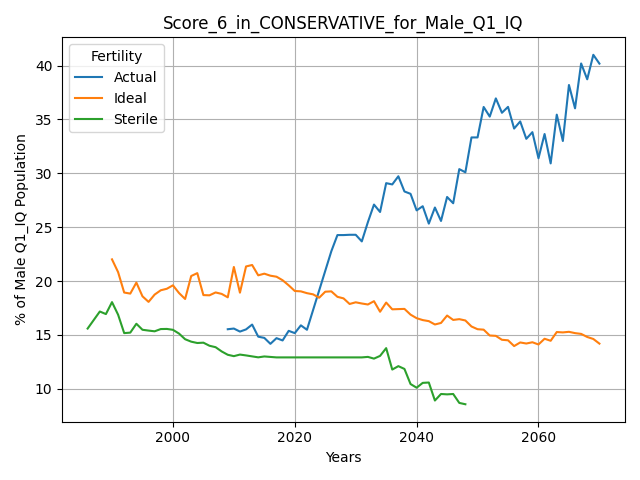 Score_6_in_CONSERVATIVE_for_Male_Q1_IQ
Fertility
Actual
Ideal
Sterile
% of Male Q1_IQ Population
40
35
30
25
20
15
10
2000
2020
2040
2060
Years